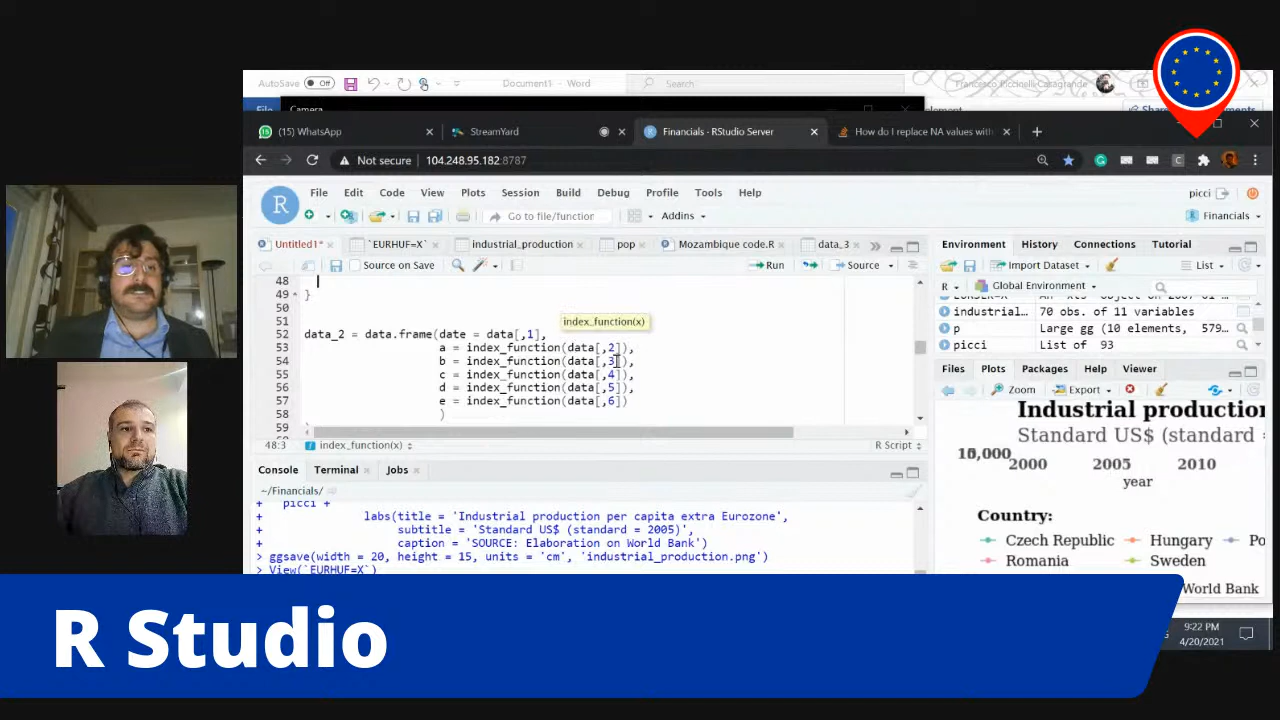 AutoSave Off Document1 - Word Search Francesco Piccinelli Casagrande
File Camera
(15) WhatsApp StreamYard Financials - RStudio Server How do I replace NA values with
Not secure 104.248.95.182:8787
R File Edit Code View Plots Session Build Debug Profile Tools Help picci
Go to file/function Addins Financials
Untitled1* `EURHUF=X` industrial_production pop Mozambique code.R data_3
Source on Save Run Source
48
49 }
50
51 index_function(x)
52 data_2 = data.frame(date = data[,1],
53 a = index_function(data[,2]),
54 b = index_function(data[,3]),
55 c = index_function(data[,4]),
56 d = index_function(data[,5]),
57 e = index_function(data[,6])
58 )
59
48:3 index_function(x) R Script
Console Terminal Jobs
~/Financials/
+ picci +
+ labs(title = 'Industrial production per capita extra Eurozone',
+ subtitle = 'Standard US$ (standard = 2005)',
+ caption = 'SOURCE: Elaboration on World Bank')
> ggsave(width = 20, height = 15, units = 'cm', 'industrial_production.png')
> View(`EURHUF=X`)
Environment History Connections Tutorial
Import Dataset List
R Global Environment
industrial… 70 obs. of 11 variables
p Large gg (10 elements, 579…
picci List of 93
Files Plots Packages Help Viewer
Zoom Export
Industrial production
Standard US$ (standard =
2000 2005 2010
year
Country:
Czech Republic Hungary Po
Romania Sweden
World Bank
9:22 PM
4/20/2021
R Studio